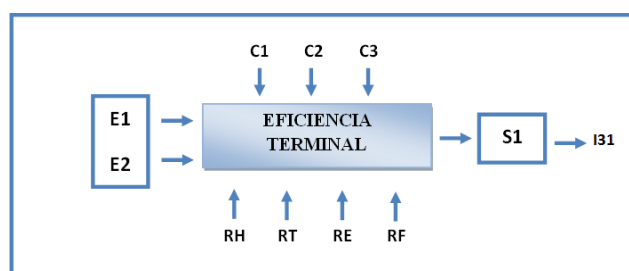 C1 C2 C3
E1
E2
EFICIENCIA
TERMINAL
S1
I31
RH RT RE RF